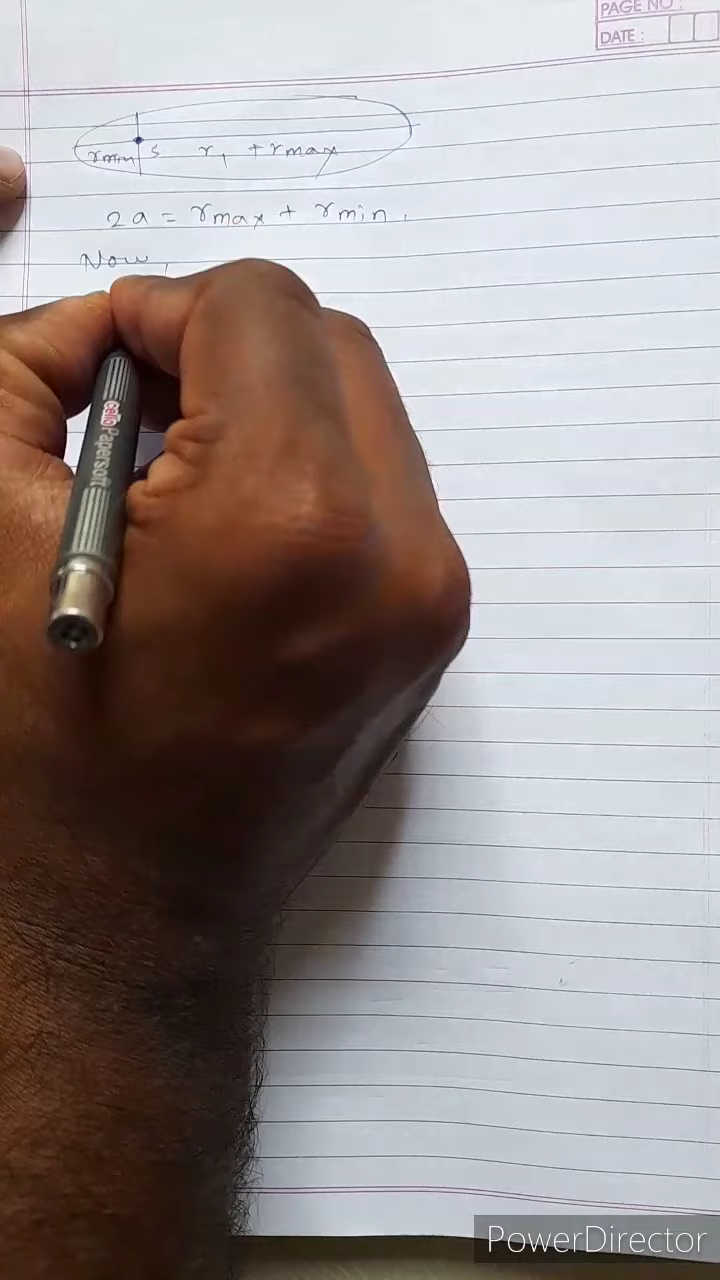 PAGE NO :
DATE :
rmin S r1 + rmax
2a = rmax + rmin.
Now,
cello Papersoft
PowerDirector